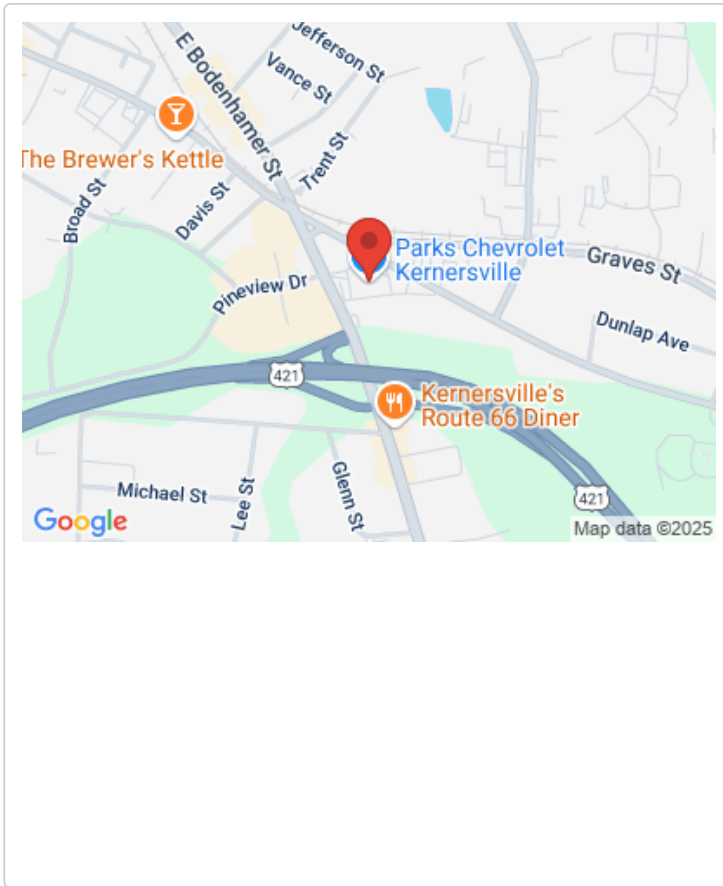 Jefferson St
E Bodenhamer St
Vance St
The Brewer's Kettle
Trent St
Broad St
Davis St
Parks Chevrolet
Kernersville
Graves St
Pineview Dr
Dunlap Ave
421
Kernersville's
Route 66 Diner
Michael St
Lee St
Glenn St
421
Google
Map data ©2025